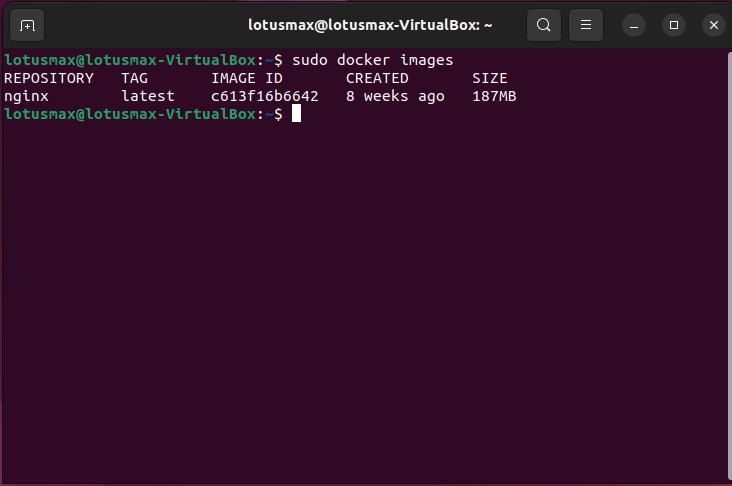 lotusmax@lotusmax-VirtualBox: ~
lotusmax@lotusmax-VirtualBox:~$ sudo docker images
REPOSITORY   TAG       IMAGE ID       CREATED       SIZE
nginx        latest    c613f16b6642   8 weeks ago   187MB
lotusmax@lotusmax-VirtualBox:~$